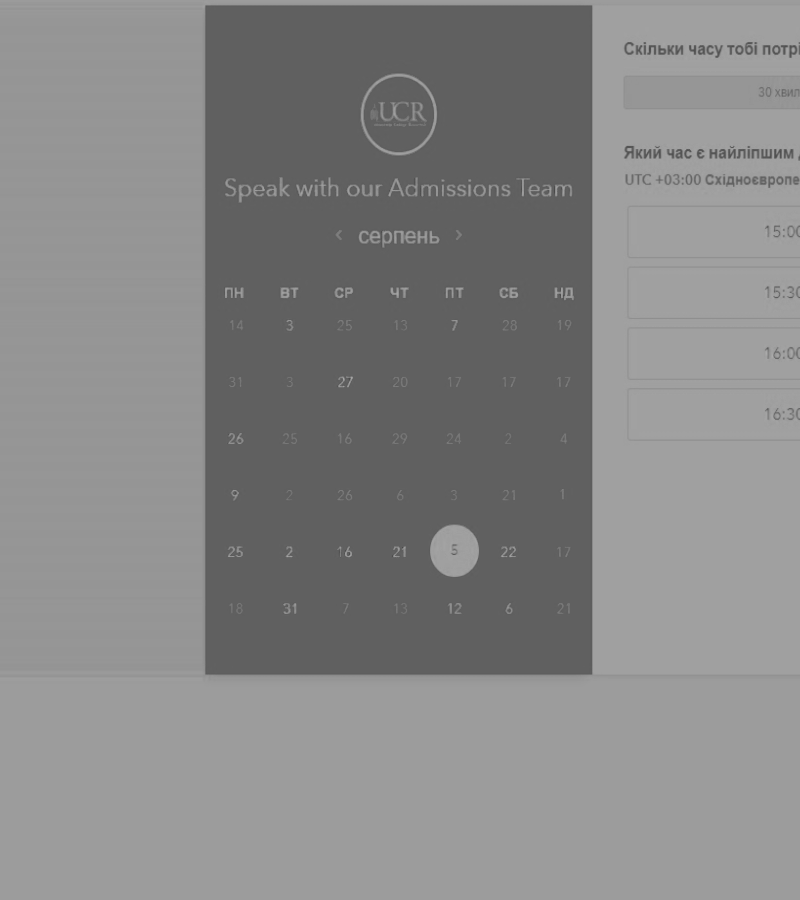 Скільки часу тобі потрі
30 хвил
UCR
Який час є найліпшим
Speak with our Admissions Team
UTC +03:00 Східноєвропе
‹ серпень ›
15:00
ПН ВТ СР ЧТ ПТ СБ НД
14 3 25 13 7 28 19
15:30
31 3 27 20 17 17 17
16:00
26 25 16 29 24 2 4
16:30
9 2 26 6 3 21 1
25 2 16 21 5 22 17
18 31 7 13 12 6 21